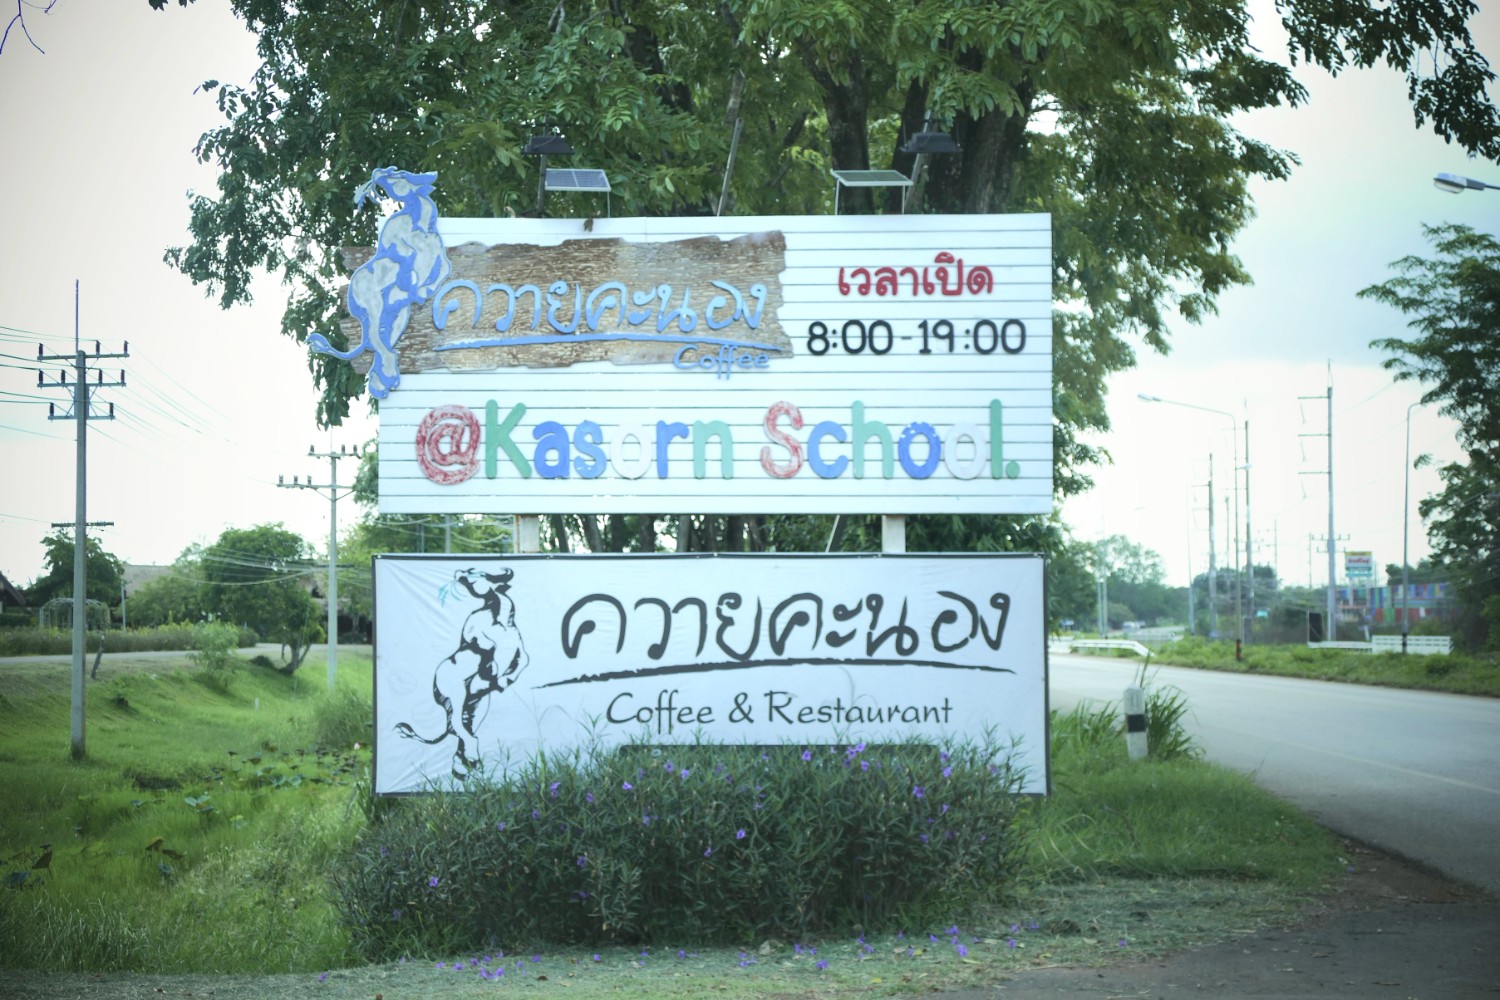 ควายคะนอง
Coffee
เวลาเปิด
8:00-19:00
@Kasorn School.
ควายคะนอง
Coffee & Restaurant